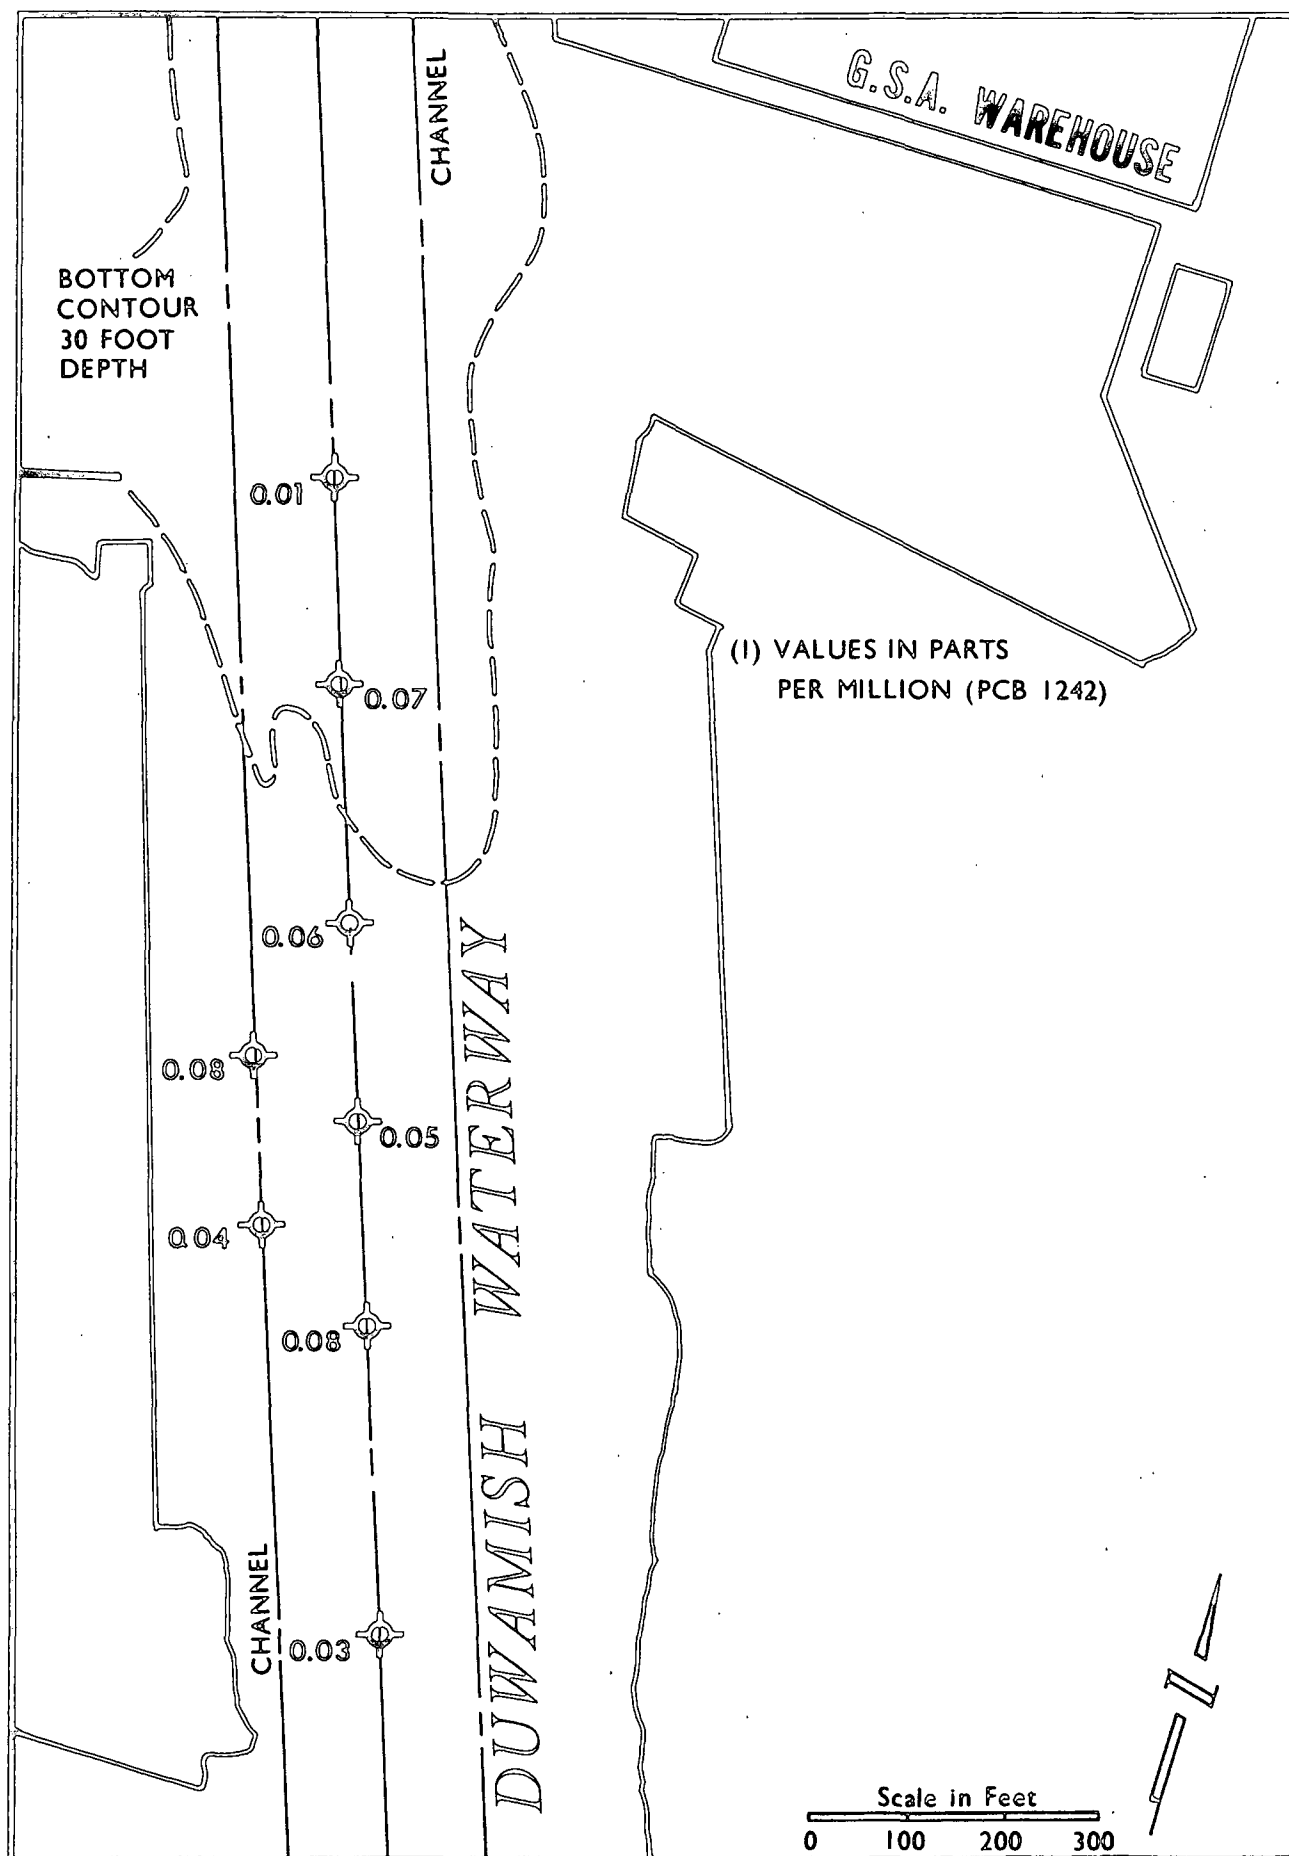 CHANNEL
G.S.A. WAREHOUSE
BOTTOM
CONTOUR
30 FOOT
DEPTH
0.01
(1) VALUES IN PARTS
PER MILLION (PCB 1242)
0.07
0.06
0.08
0.05
0.04
0.08
DUWAMISH WATERWAY
CHANNEL
0.03
N
Scale in Feet
0 100 200 300